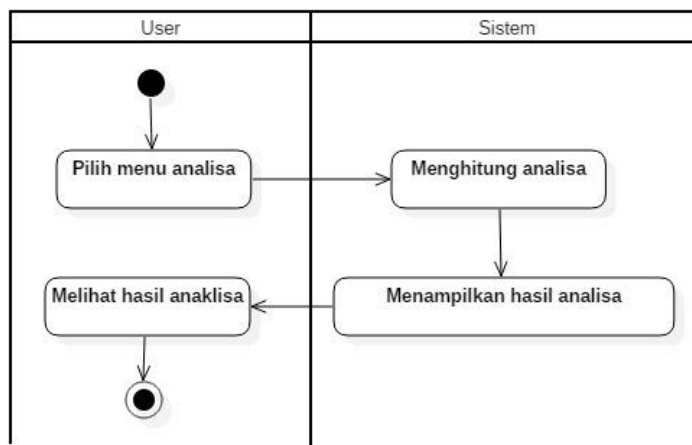 User
Sistem
Pilih menu analisa
Menghitung analisa
Melihat hasil anaklisa
Menampilkan hasil analisa